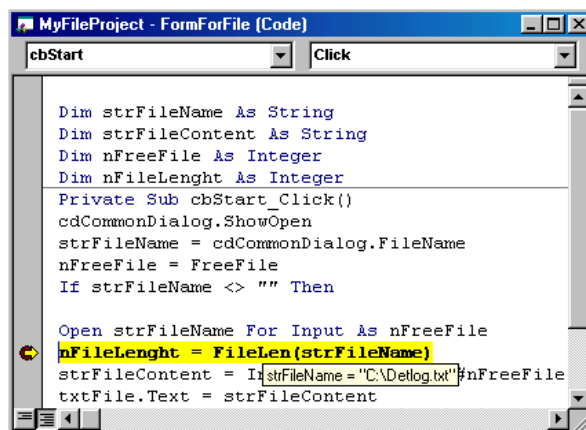 MyFileProject - FormForFile (Code)
cbStart Click
Dim strFileName As String
Dim strFileContent As String
Dim nFreeFile As Integer
Dim nFileLenght As Integer
Private Sub cbStart_Click()
cdCommonDialog.ShowOpen
strFileName = cdCommonDialog.FileName
nFreeFile = FreeFile
If strFileName <> "" Then
Open strFileName For Input As nFreeFile
nFileLenght = FileLen(strFileName)
strFileContent = strFileName = "C:\Detlog.txt" #nFreeFile
txtFile.Text = strFileContent